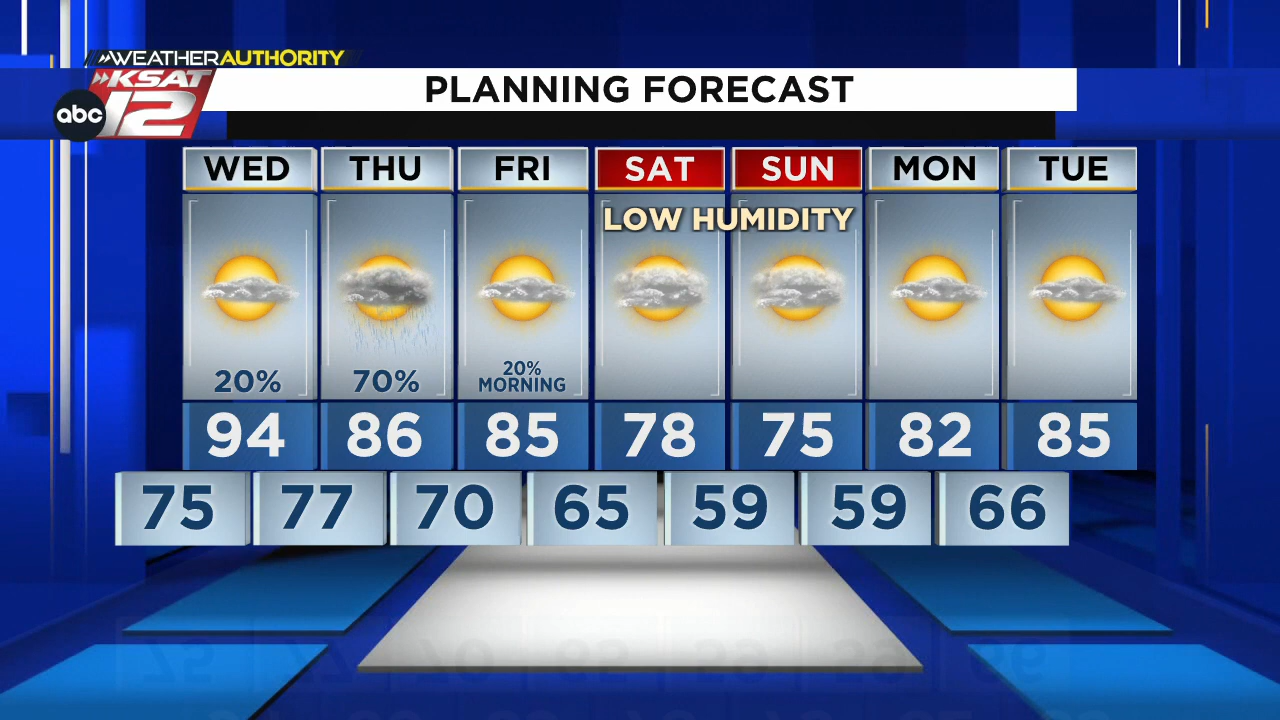 WEATHERAUTHORITY
KSAT
abc 12
PLANNING FORECAST
WED THU FRI SAT SUN MON TUE
LOW HUMIDITY
20% 70% 20%
MORNING
94 86 85 78 75 82 85
75 77 70 65 59 59 66